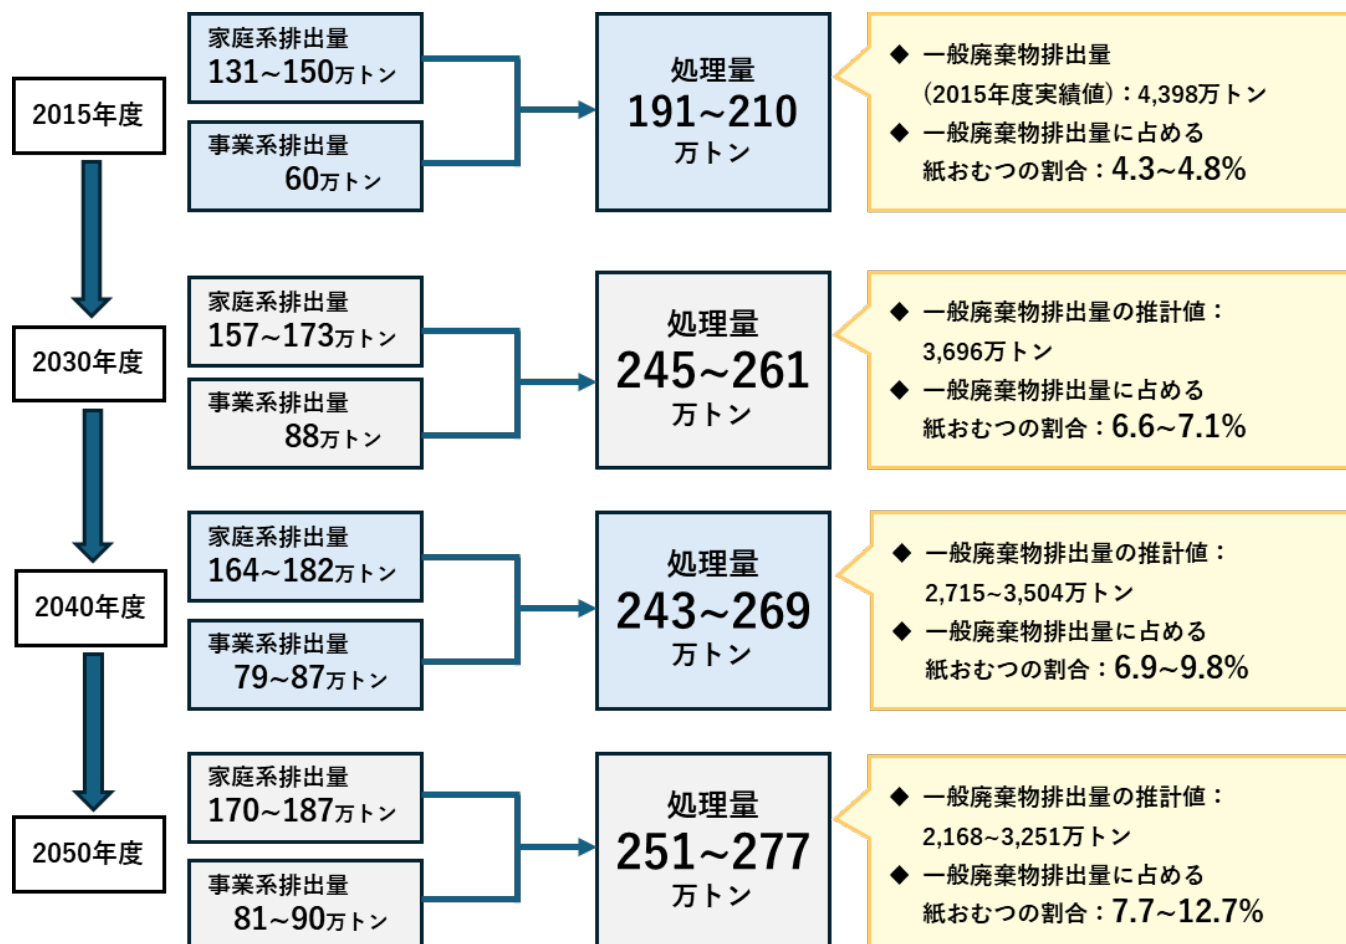 2015年度
家庭系排出量
131~150万トン
事業系排出量
60万トン
処理量
191~210
万トン
◆ 一般廃棄物排出量
(2015年度実績値)：4,398万トン
◆ 一般廃棄物排出量に占める
紙おむつの割合：4.3~4.8%
2030年度
家庭系排出量
157~173万トン
事業系排出量
88万トン
処理量
245~261
万トン
◆ 一般廃棄物排出量の推計値：
3,696万トン
◆ 一般廃棄物排出量に占める
紙おむつの割合：6.6~7.1%
2040年度
家庭系排出量
164~182万トン
事業系排出量
79~87万トン
処理量
243~269
万トン
◆ 一般廃棄物排出量の推計値：
2,715~3,504万トン
◆ 一般廃棄物排出量に占める
紙おむつの割合：6.9~9.8%
2050年度
家庭系排出量
170~187万トン
事業系排出量
81~90万トン
処理量
251~277
万トン
◆ 一般廃棄物排出量の推計値：
2,168~3,251万トン
◆ 一般廃棄物排出量に占める
紙おむつの割合：7.7~12.7%